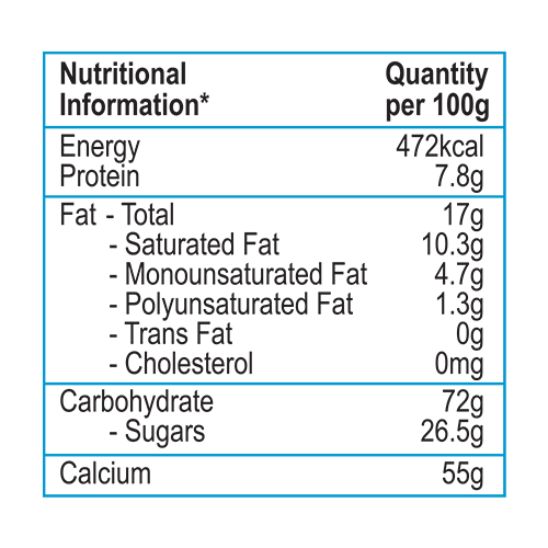 Nutritional Quantity
Information* per 100g
Energy 472kcal
Protein 7.8g
Fat - Total 17g
- Saturated Fat 10.3g
- Monounsaturated Fat 4.7g
- Polyunsaturated Fat 1.3g
- Trans Fat 0g
- Cholesterol 0mg
Carbohydrate 72g
- Sugars 26.5g
Calcium 55g